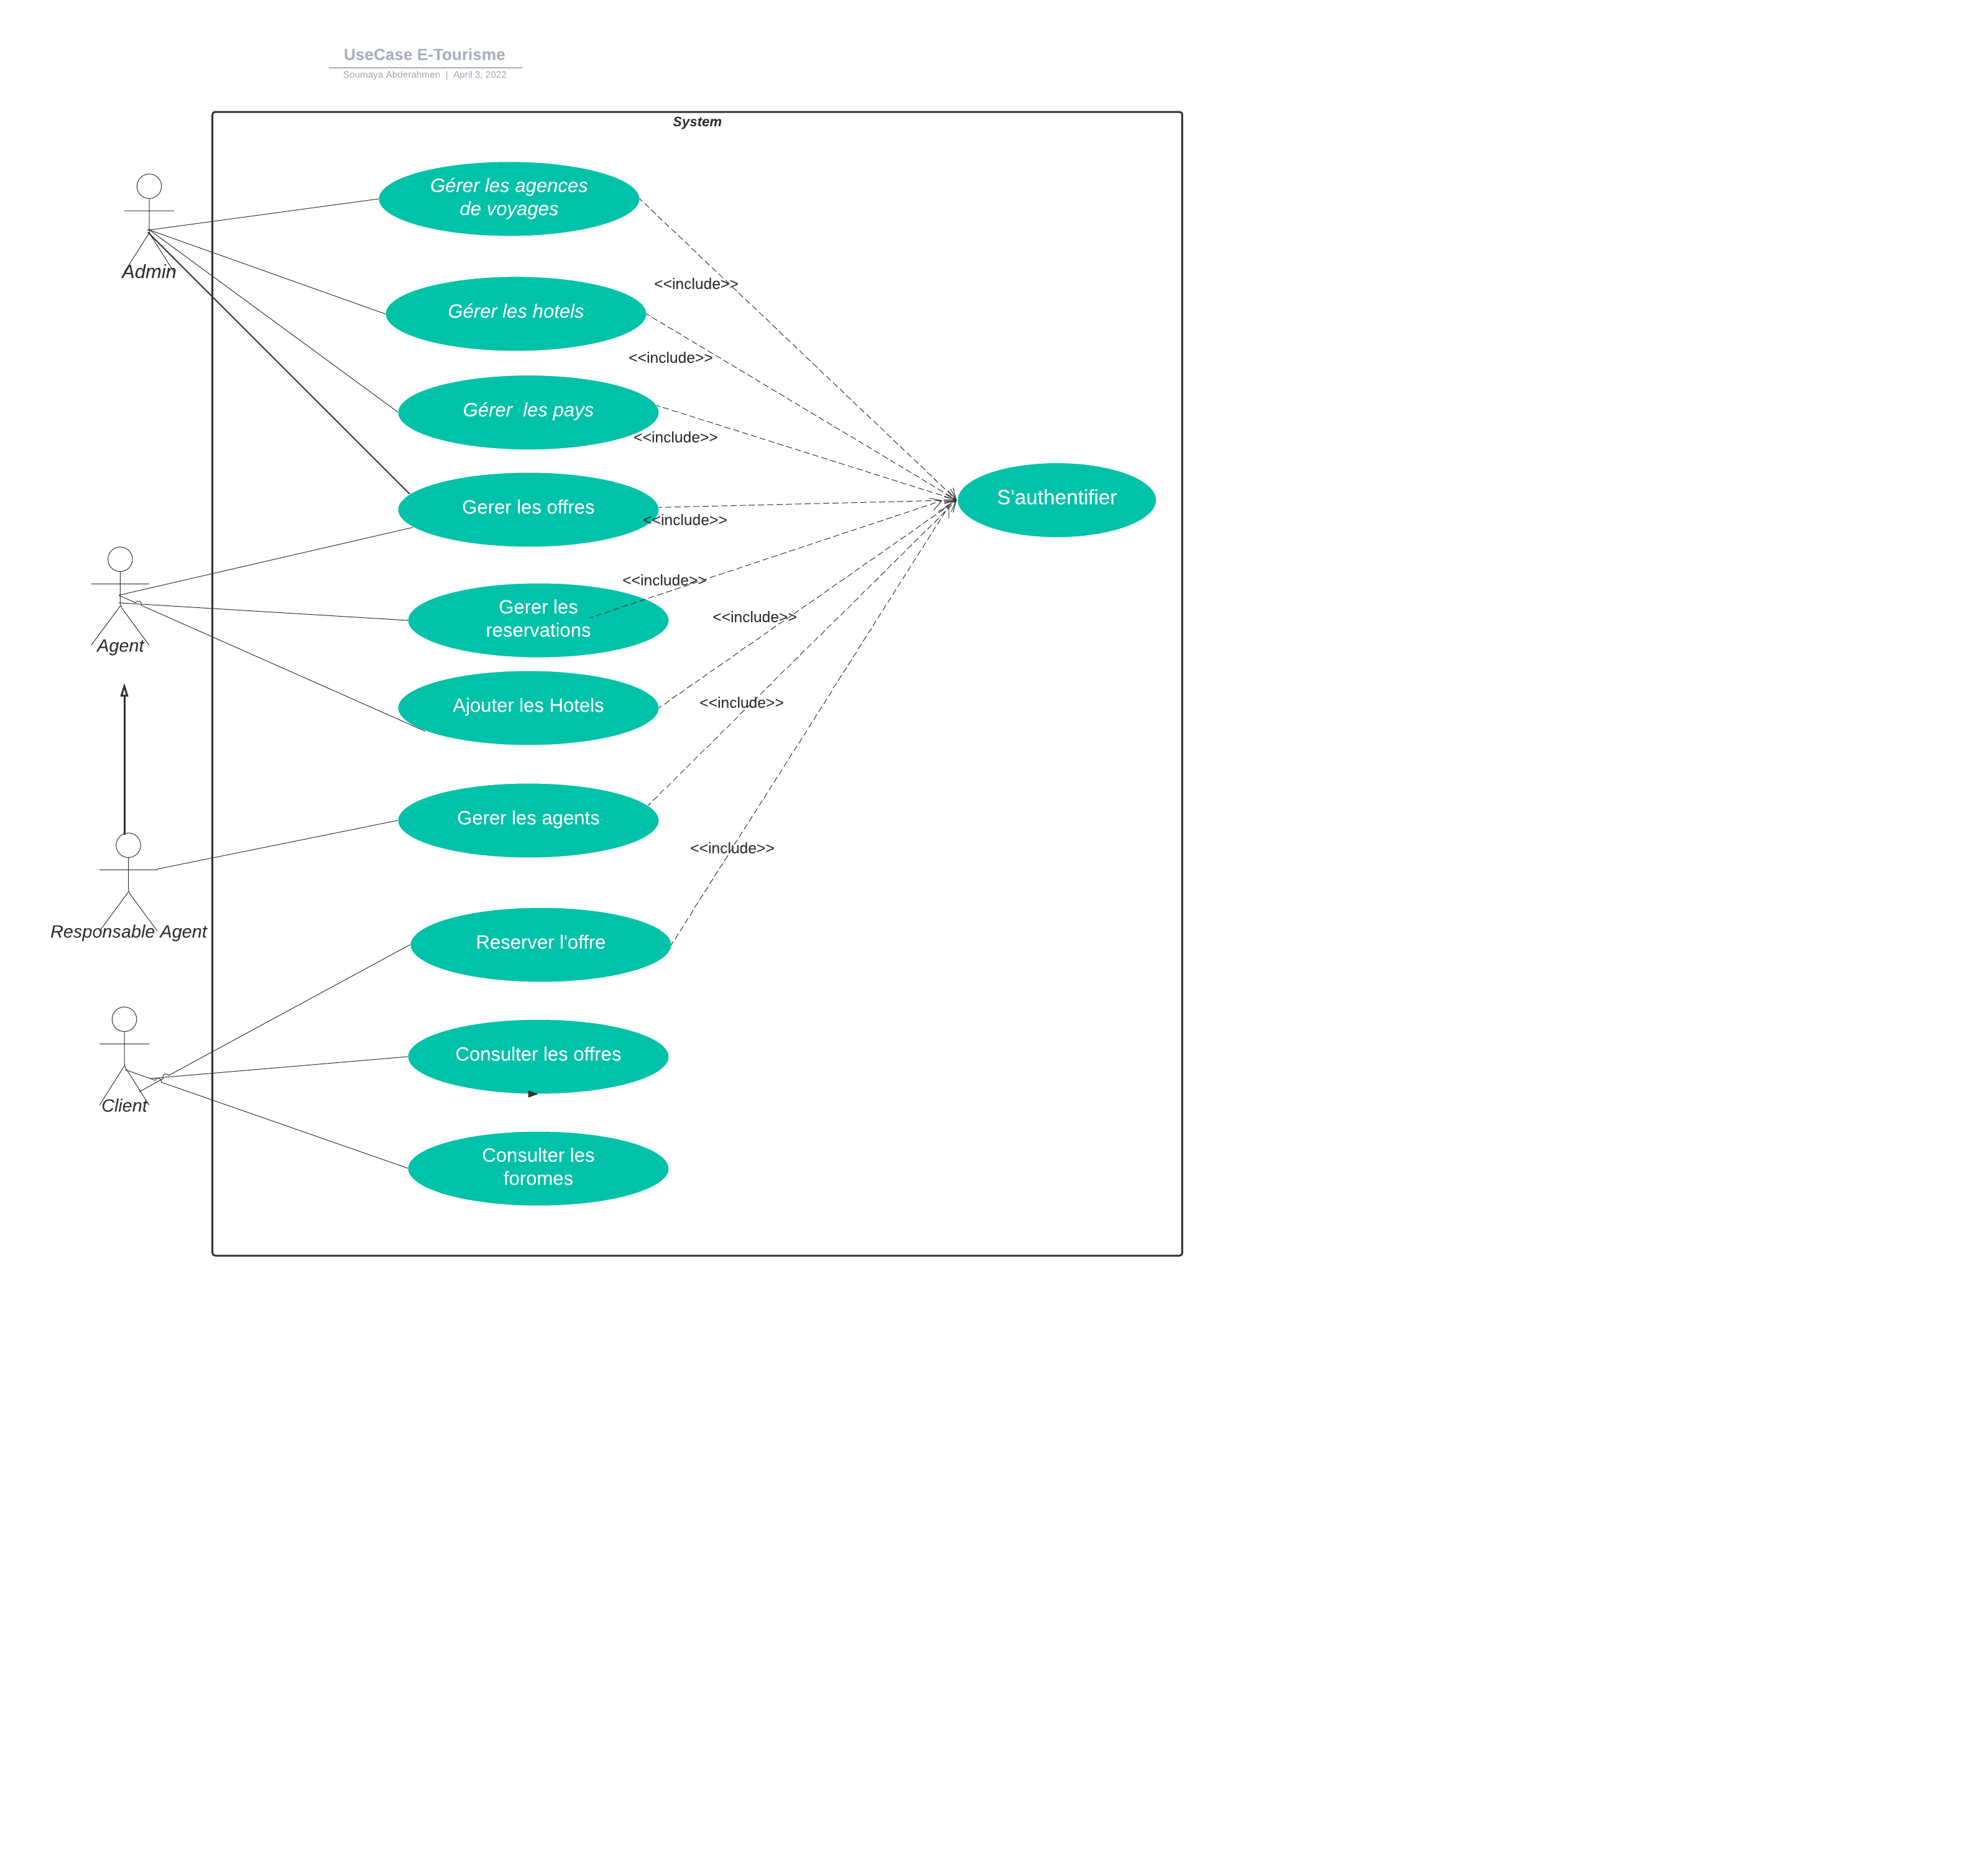 UseCase E-Tourisme
Soumaya Abderahmen | April 3, 2022
System
Gérer les agences
de voyages
Admin
<<include>>
Gérer les hotels
<<include>>
Gérer  les pays
<<include>>
S'authentifier
Gerer les offres
<<include>>
<<include>>
Gerer les
reservations
<<include>>
Agent
Ajouter les Hotels
<<include>>
Gerer les agents
<<include>>
Responsable Agent
Reserver l'offre
Consulter les offres
Client
Consulter les
foromes